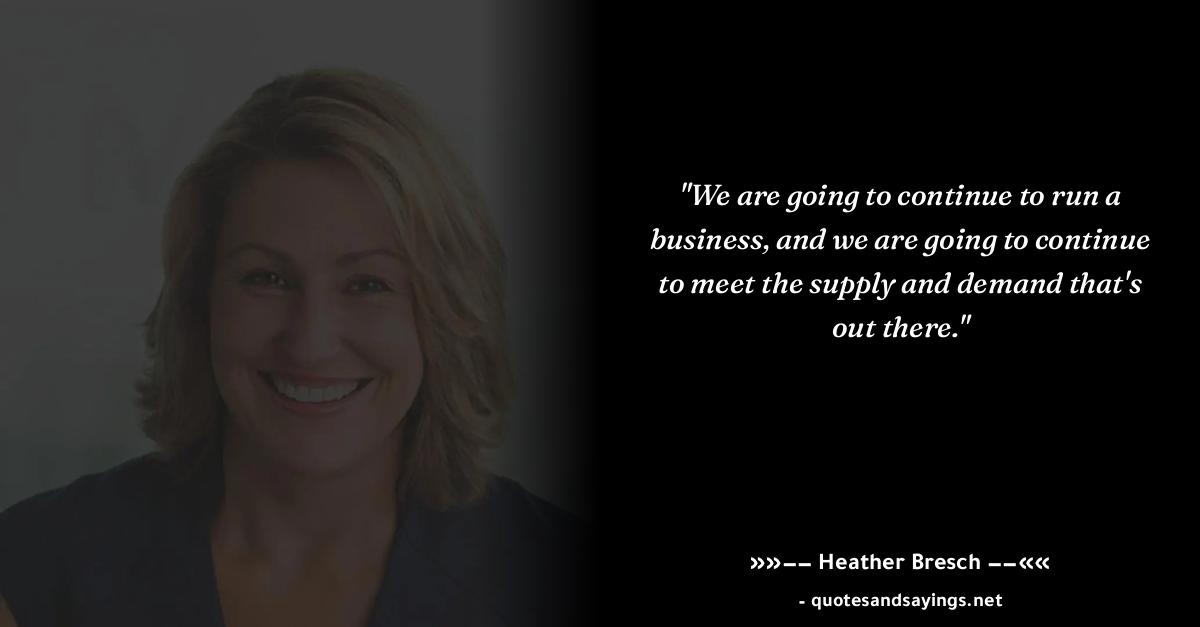 "We are going to continue to run a
business, and we are going to continue
to meet the supply and demand that's
out there."
»»−− Heather Bresch −−««
- quotesandsayings.net